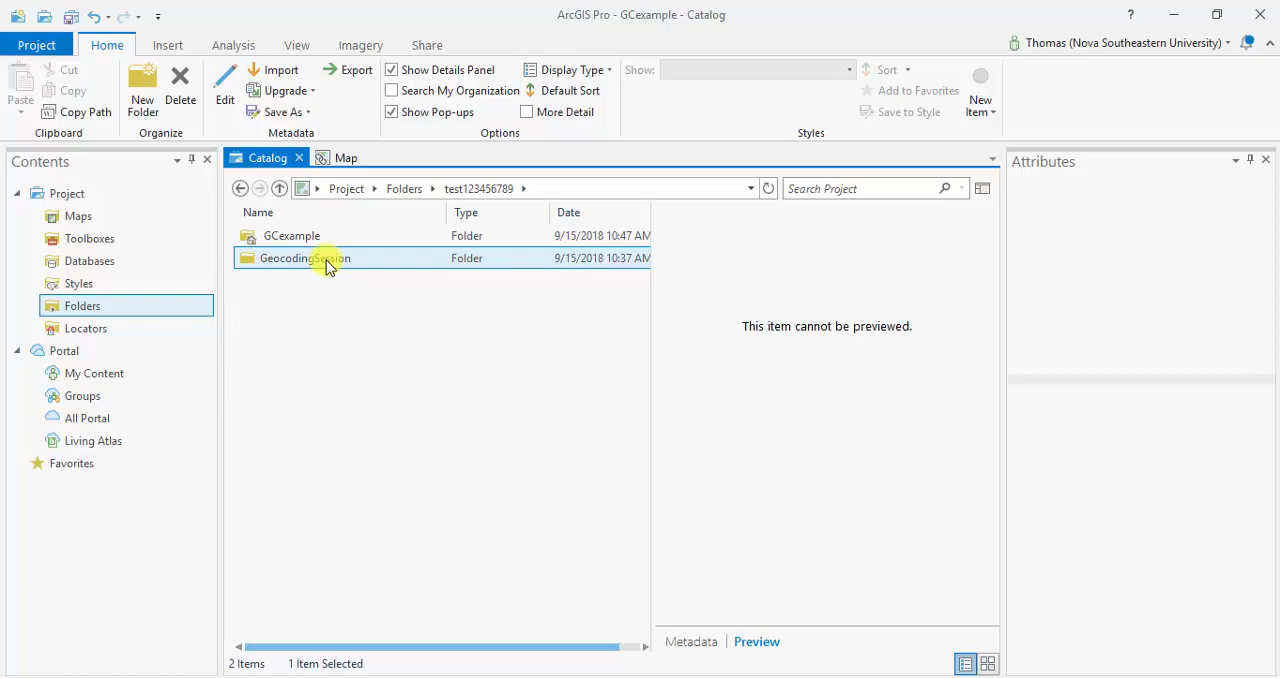 ArcGIS Pro - GCexample - Catalog
?
Project Home Insert Analysis View Imagery Share
Thomas (Nova Southeastern University)
Paste
Cut
Copy
Copy Path
Clipboard
New Folder
Delete
Organize
Edit
Import
Upgrade
Save As
Export
Metadata
Show Details Panel
Search My Organization
Show Pop-ups
Display Type
Default Sort
More Detail
Options
Show:
Sort
Add to Favorites
Save to Style
New Item
Styles
Contents
Project
Maps
Toolboxes
Databases
Styles
Folders
Locators
Portal
My Content
Groups
All Portal
Living Atlas
Favorites
Catalog Map
Project Folders test123456789
Search Project
Name Type Date
GCexample Folder 9/15/2018 10:47 AM
GeocodingSession Folder 9/15/2018 10:37 AM
This item cannot be previewed.
Metadata Preview
2 Items 1 Item Selected
Attributes